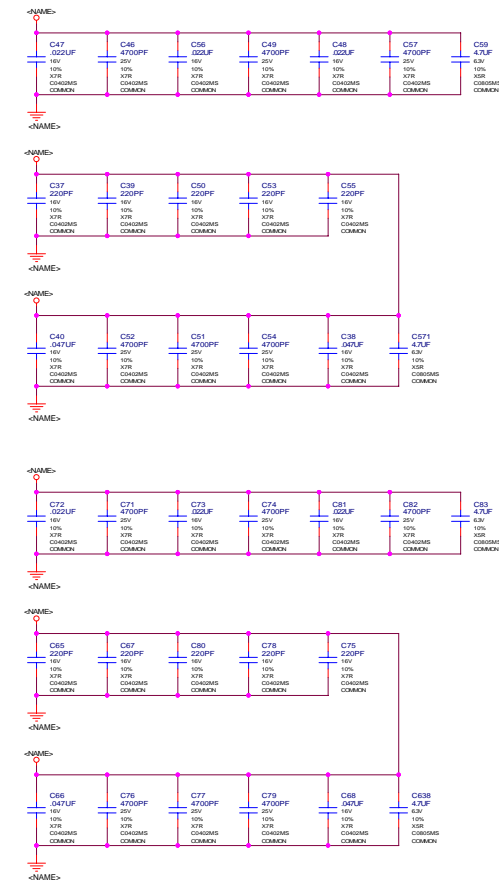 <NAME>
C47 C46 C56 C49 C48 C57 C59
.022UF 4700PF .022UF 4700PF .022UF 4700PF 4.7UF
16V 25V 16V 25V 16V 25V 6.3V
10% 10% 10% 10% 10% 10% 10%
X7R X7R X7R X7R X7R X7R X5R
C0402MS C0402MS C0402MS C0402MS C0402MS C0402MS C0805MS
COMMON COMMON COMMON COMMON COMMON COMMON COMMON
<NAME>
<NAME>
C37 C39 C50 C53 C55
220PF 220PF 220PF 220PF 220PF
16V 16V 16V 16V 16V
10% 10% 10% 10% 10%
X7R X7R X7R X7R X7R
C0402MS C0402MS C0402MS C0402MS C0402MS
COMMON COMMON COMMON COMMON COMMON
<NAME>
<NAME>
C40 C52 C51 C54 C38 C571
.047UF 4700PF 4700PF 4700PF .047UF 4.7UF
16V 25V 25V 25V 16V 6.3V
10% 10% 10% 10% 10% 10%
X7R X7R X7R X7R X7R X5R
C0402MS C0402MS C0402MS C0402MS C0402MS C0805MS
COMMON COMMON COMMON COMMON COMMON COMMON
<NAME>
<NAME>
C72 C71 C73 C74 C81 C82 C83
.022UF 4700PF .022UF 4700PF .022UF 4700PF 4.7UF
16V 25V 16V 25V 16V 25V 6.3V
10% 10% 10% 10% 10% 10% 10%
X7R X7R X7R X7R X7R X7R X5R
C0402MS C0402MS C0402MS C0402MS C0402MS C0402MS C0805MS
COMMON COMMON COMMON COMMON COMMON COMMON COMMON
<NAME>
<NAME>
C65 C67 C80 C78 C75
220PF 220PF 220PF 220PF 220PF
16V 16V 16V 16V 16V
10% 10% 10% 10% 10%
X7R X7R X7R X7R X7R
C0402MS C0402MS C0402MS C0402MS C0402MS
COMMON COMMON COMMON COMMON COMMON
<NAME>
<NAME>
C66 C76 C77 C79 C68 C638
.047UF 4700PF 4700PF 4700PF .047UF 4.7UF
16V 25V 25V 25V 16V 6.3V
10% 10% 10% 10% 10% 10%
X7R X7R X7R X7R X7R X5R
C0402MS C0402MS C0402MS C0402MS C0402MS C0805MS
COMMON COMMON COMMON COMMON COMMON COMMON
<NAME>